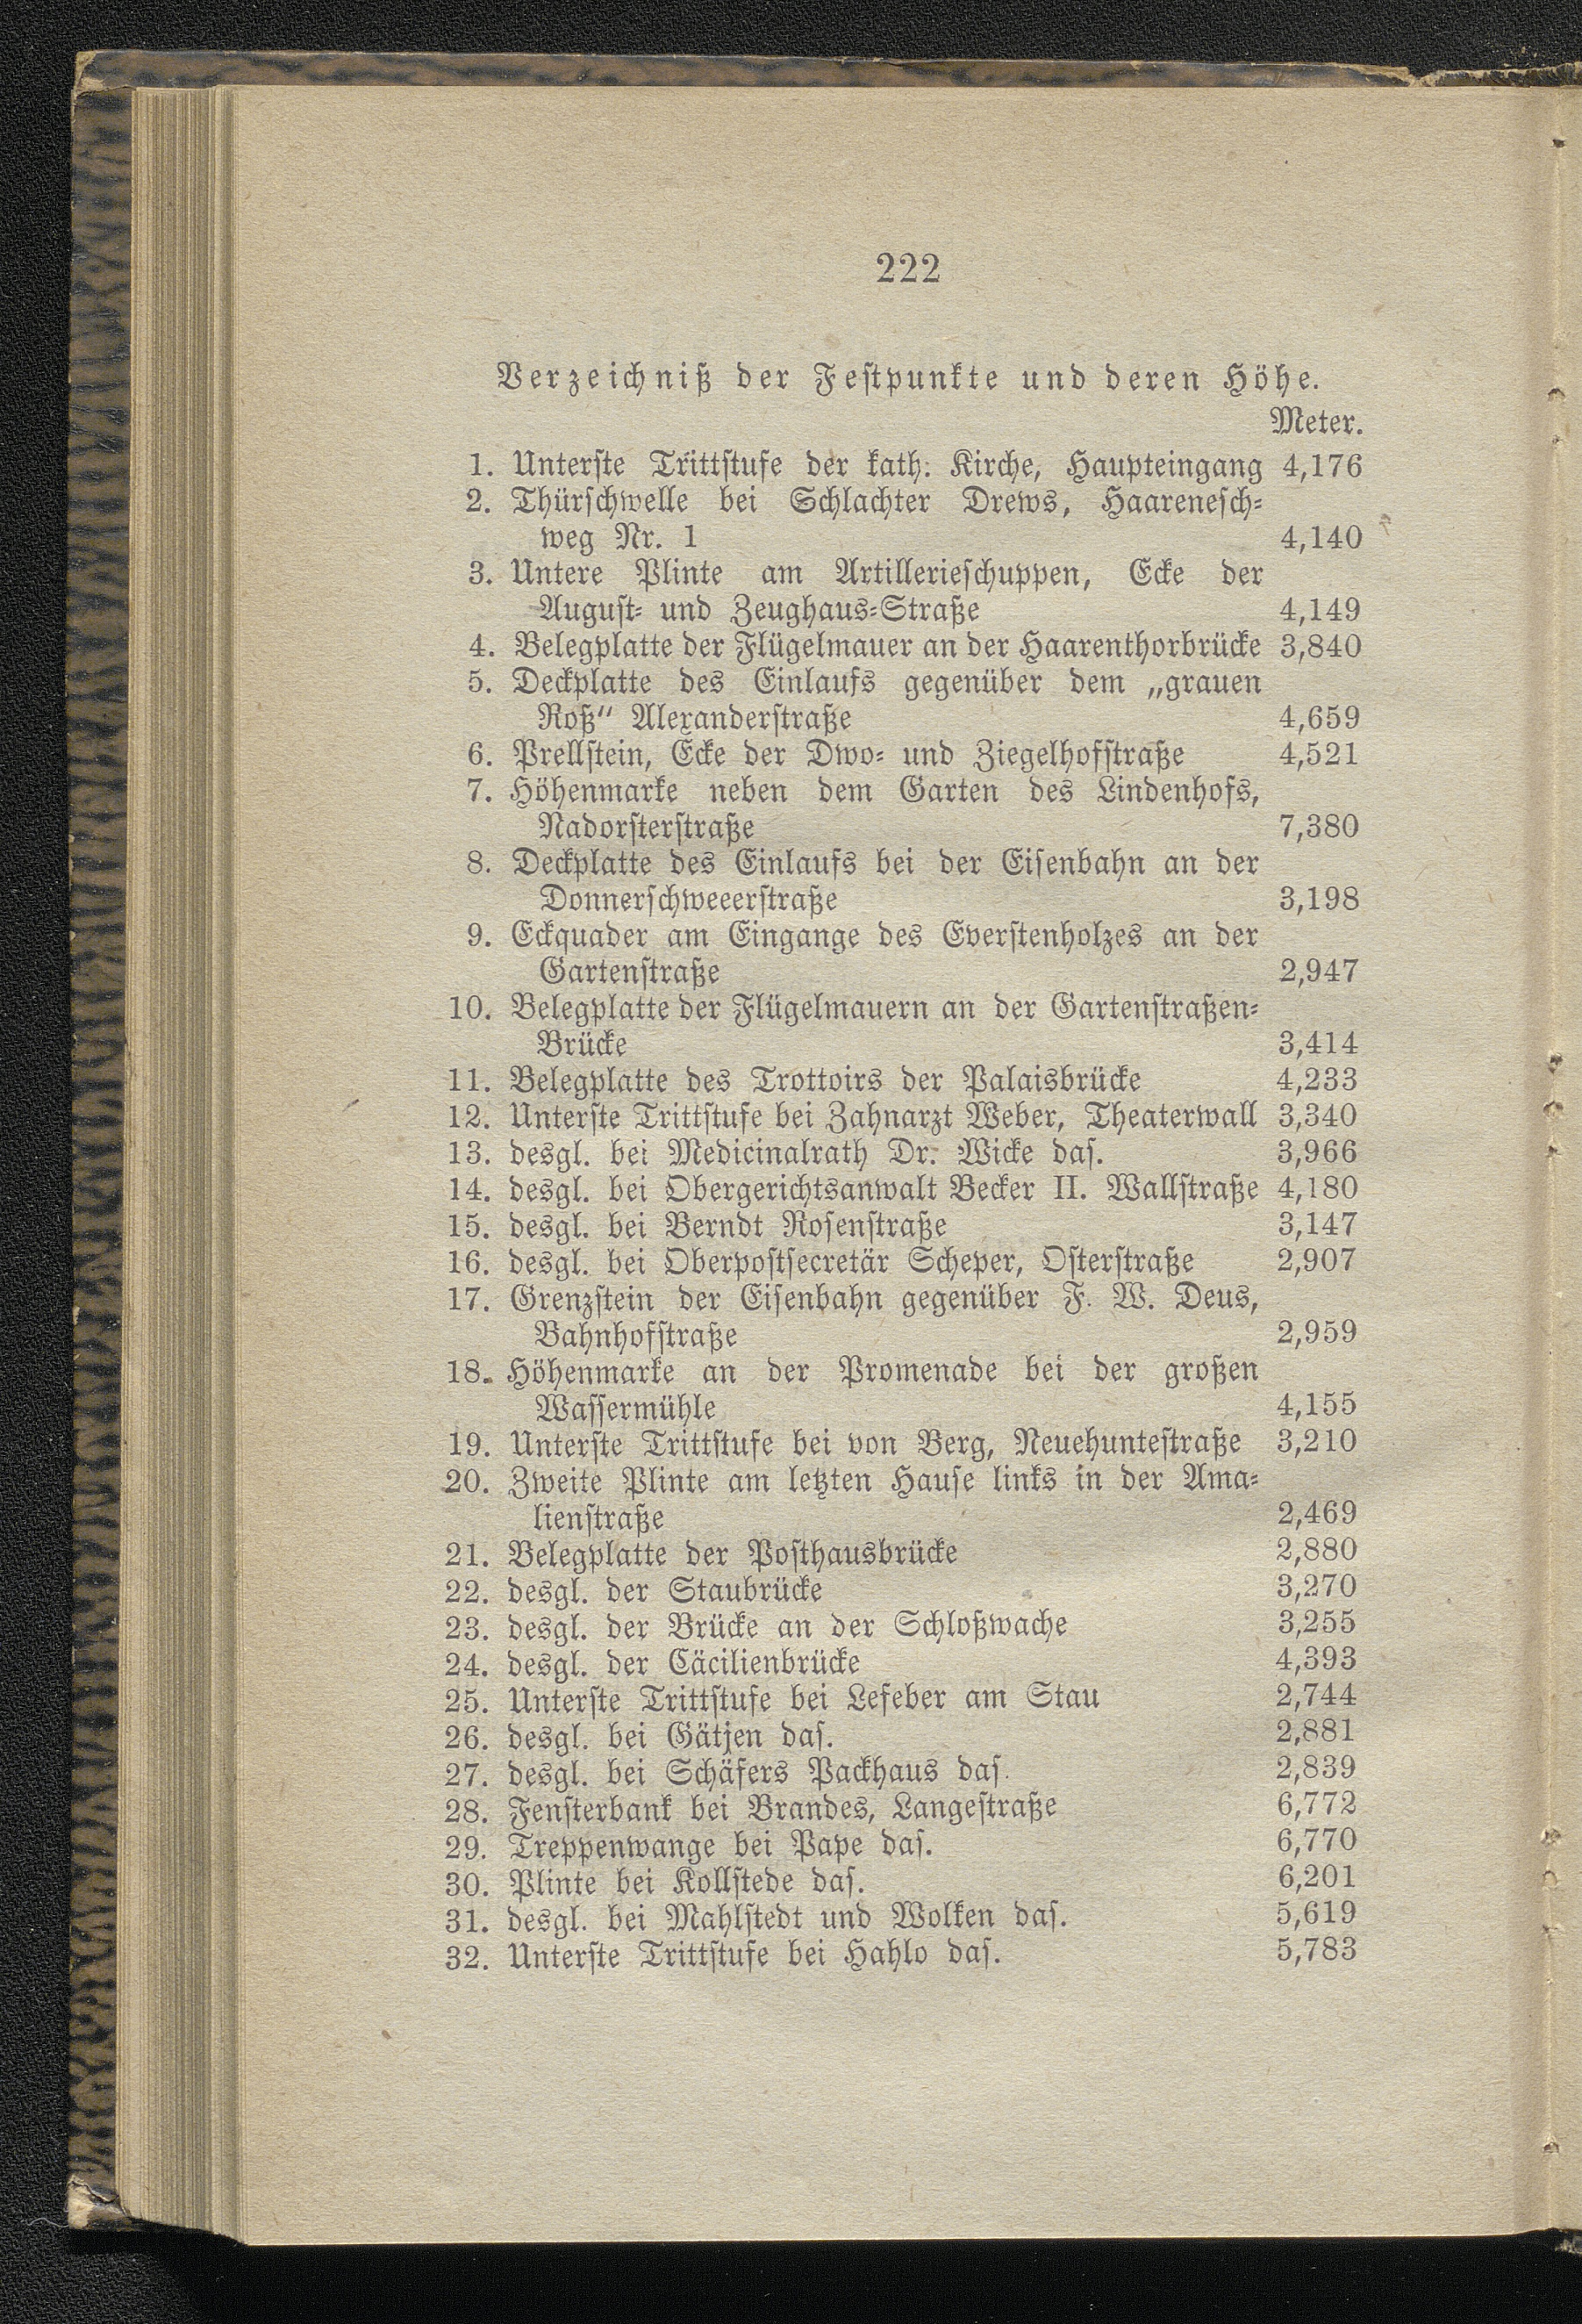 222
Verzeichniß der Festpunkte und deren Höhe.
Meter.
1. Unterste Trittstufe der kath. Kirche, Haupteingang 4,176
2. Thürschwelle bei Schlachter Drews, Haarenesch-
weg Nr. 1 4,140
3. Untere Plinte am Artillerieschuppen, Ecke der
August- und Zeughaus-Straße 4,149
4. Belegplatte der Flügelmauer an der Haarenthorbrücke 3,840
5. Deckplatte des Einlaufs gegenüber dem „grauen
Roß“ Alexanderstraße 4,659
6. Prellstein, Ecke der Dwo- und Ziegelhofstraße 4,521
7. Höhenmarke neben dem Garten des Lindenhofs,
Nadorsterstraße 7,380
8. Deckplatte des Einlaufs bei der Eisenbahn an der
Donnerschweeerstraße 3,198
9. Eckquader am Eingange des Everstenholzes an der
Gartenstraße 2,947
10. Belegplatte der Flügelmauern an der Gartenstraßen-
Brücke 3,414
11. Belegplatte des Trottoirs der Palaisbrücke 4,233
12. Unterste Trittstufe bei Zahnarzt Weber, Theaterwall 3,340
13. desgl. bei Medicinalrath Dr. Wicke das. 3,966
14. desgl. bei Obergerichtsanwalt Becker II. Wallstraße 4,180
15. desgl. bei Berndt Rosenstraße 3,147
16. desgl. bei Oberpostsecretär Scheper, Osterstraße 2,907
17. Grenzstein der Eisenbahn gegenüber F. W. Deus,
Bahnhofstraße 2,959
18. Höhenmarke an der Promenade bei der großen
Wassermühle 4,155
19. Unterste Trittstufe bei von Berg, Neuehuntestraße 3,210
20. Zweite Plinte am letzten Hause links in der Ama-
lienstraße 2,469
21. Belegplatte der Posthausbrücke 2,880
22. desgl. der Staubrücke 3,270
23. desgl. der Brücke an der Schloßwache 3,255
24. desgl. der Cäcilienbrücke 4,393
25. Unterste Trittstufe bei Lefeber am Stau 2,744
26. desgl. bei Gätjen das. 2,881
27. desgl. bei Schäfers Packhaus das. 2,839
28. Fensterbank bei Brandes, Langestraße 6,772
29. Treppenwange bei Pape das. 6,770
30. Plinte bei Kollstede das. 6,201
31. desgl. bei Mahlstedt und Wolken das. 5,619
32. Unterste Trittstufe bei Hahlo das. 5,783